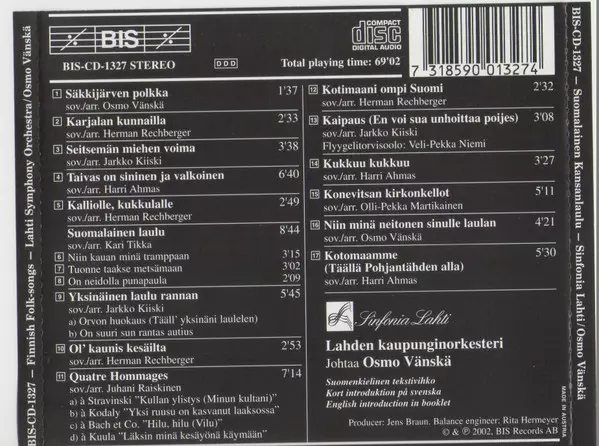 BIS-CD-1327 – Finnish Folk-songs – Lahti Symphony Orchestra/Osmo Vänskä
BIS
BIS-CD-1327 STEREO
DDD
COMPACT
disc
DIGITAL AUDIO
Total playing time: 69'02
7 318590 013274
1 Säkkijärven polkka 1'37
sov./arr. Osmo Vänskä
2 Karjalan kunnailla 2'33
sov./arr. Herman Rechberger
3 Seitsemän miehen voima 3'38
sov./arr. Jarkko Kiiski
4 Taivas on sininen ja valkoinen 6'40
sov./arr. Harri Ahmas
5 Kalliolle, kukkulalle 2'49
sov./arr. Herman Rechberger
Suomalainen laulu 8'44
sov./arr. Kari Tikka
6 Niin kauan minä tramppaan 3'15
7 Tuonne taakse metsämaan 3'02
8 On neidolla punapaula 2'09
9 Yksinäinen laulu rannan 5'45
sov./arr. Jarkko Kiiski
a) Orvon huokaus (Tääll' yksinäni laulelen)
b) On suuri sun rantas autius
10 Ol' kaunis kesäilta 2'53
sov./arr. Herman Rechberger
11 Quatre Hommages 7'14
sov./arr. Juhani Raiskinen
a) à Stravinski "Kullan ylistys (Minun kultani)"
b) à Kodaly "Yksi ruusu on kasvanut laaksossa"
c) à Bach et Co. "Hilu, hilu (Vilu)"
d) à Kuula "Läksin minä kesäyönä käymään"
12 Kotimaani ompi Suomi 2'32
sov./arr. Herman Rechberger
13 Kaipaus (En voi sua unhoittaa poijes) 3'08
sov./arr. Jarkko Kiiski
Flyygelitorvisoolo: Veli-Pekka Niemi
14 Kukkuu kukkuu 3'27
sov./arr. Harri Ahmas
15 Konevitsan kirkonkellot 5'11
sov./arr. Olli-Pekka Martikainen
16 Niin minä neitonen sinulle laulan 4'21
sov./arr. Osmo Vänskä
17 Kotomaamme 5'30
(Täällä Pohjantähden alla)
sov./arr. Harri Ahmas
Sinfonia Lahti
Lahden kaupunginorkesteri
Johtaa Osmo Vänskä
Suomenkielinen tekstivihko
Kort introduktion på svenska
English introduction in booklet
Producer: Jens Braun. Balance engineer: Rita Hermeyer
© & ℗ 2002, BIS Records AB
MADE IN AUSTRIA
BIS-CD-1327 – Suomalainen Kansanlaulu – Sinfonia Lahti/Osmo Vänskä